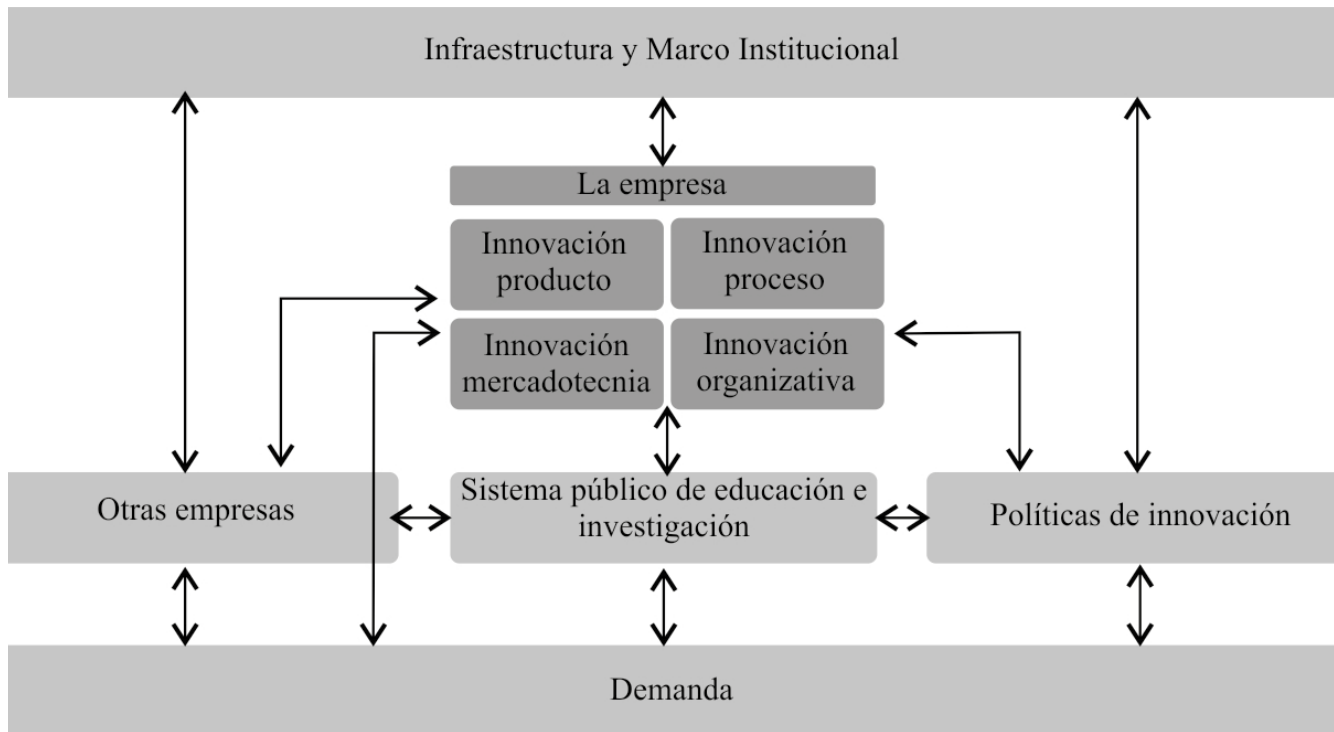 Infraestructura y Marco Institucional
La empresa
Innovación
producto
Innovación
proceso
Innovación
mercadotecnia
Innovación
organizativa
Otras empresas
Sistema público de educación e
investigación
Políticas de innovación
Demanda